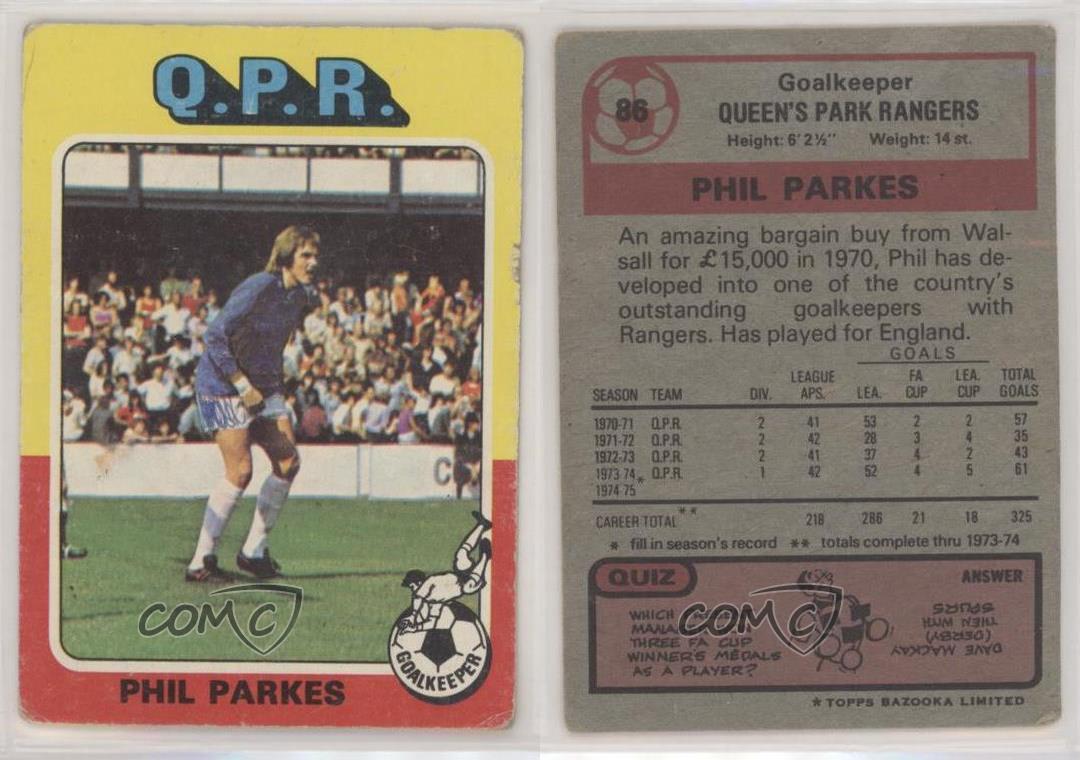 Q.P.R.
C
GOALKEEPER
PHIL PARKES
COMC
86
Goalkeeper
QUEEN'S PARK RANGERS
Height: 6' 2½" Weight: 14 st.
PHIL PARKES
An amazing bargain buy from Wal-
sall for £15,000 in 1970, Phil has de-
veloped into one of the country's
outstanding goalkeepers with
Rangers. Has played for England.
GOALS
SEASON TEAM DIV. LEAGUE APS. LEA. FA CUP LEA. CUP TOTAL GOALS
1970-71 Q.P.R. 2 41 53 2 2 57
1971-72 Q.P.R. 2 42 28 3 4 35
1972-73 Q.P.R. 2 41 37 4 2 43
1973-74 Q.P.R. 1 42 52 4 5 61
1974-75 *
CAREER TOTAL ** 218 286 21 18 325
* fill in season's record ** totals complete thru 1973-74
QUIZ
WHICH
THREE FA CUP
WINNER'S MEDALS
AS A PLAYER?
COMC
ANSWER
DAVE MACKAY
(DERBY)
THEN WITH
SPURS
* TOPPS BAZOOKA LIMITED